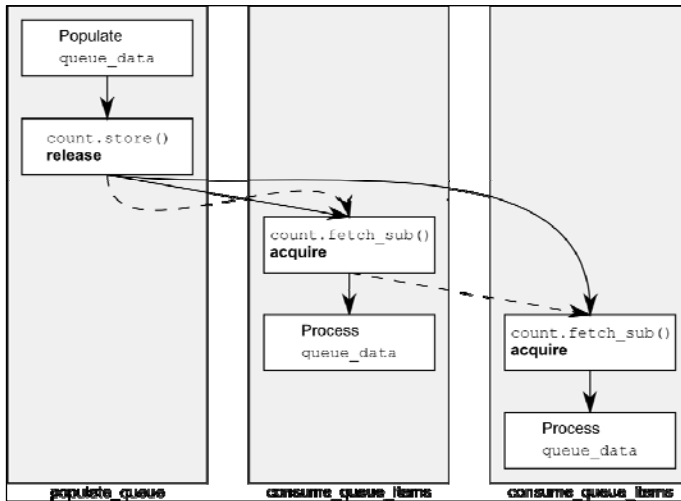 Populate
queue_data
count.store()
release
count.fetch_sub()
acquire
Process
queue_data
count.fetch_sub()
acquire
Process
queue_data
populate_queue
consume_queue_items
consume_queue_items